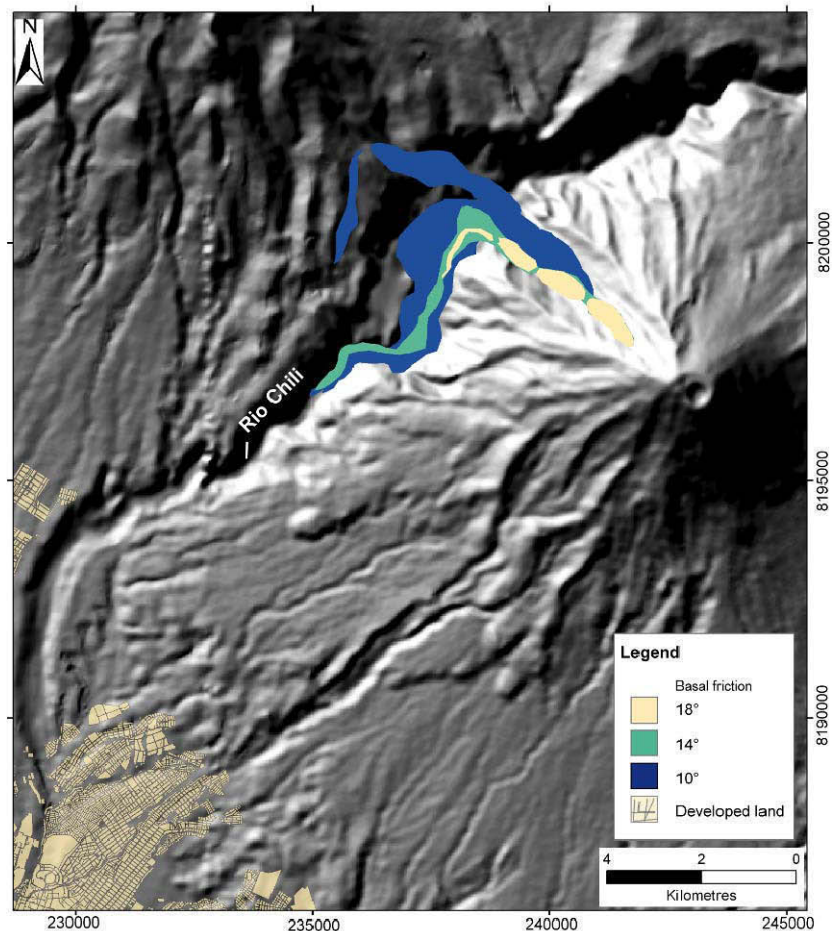 N
8200000
Rio Chili
8195000
Legend
Basal friction
18°
14°
10°
Developed land
8190000
4 2 0
Kilometres
230000 235000 240000 245000